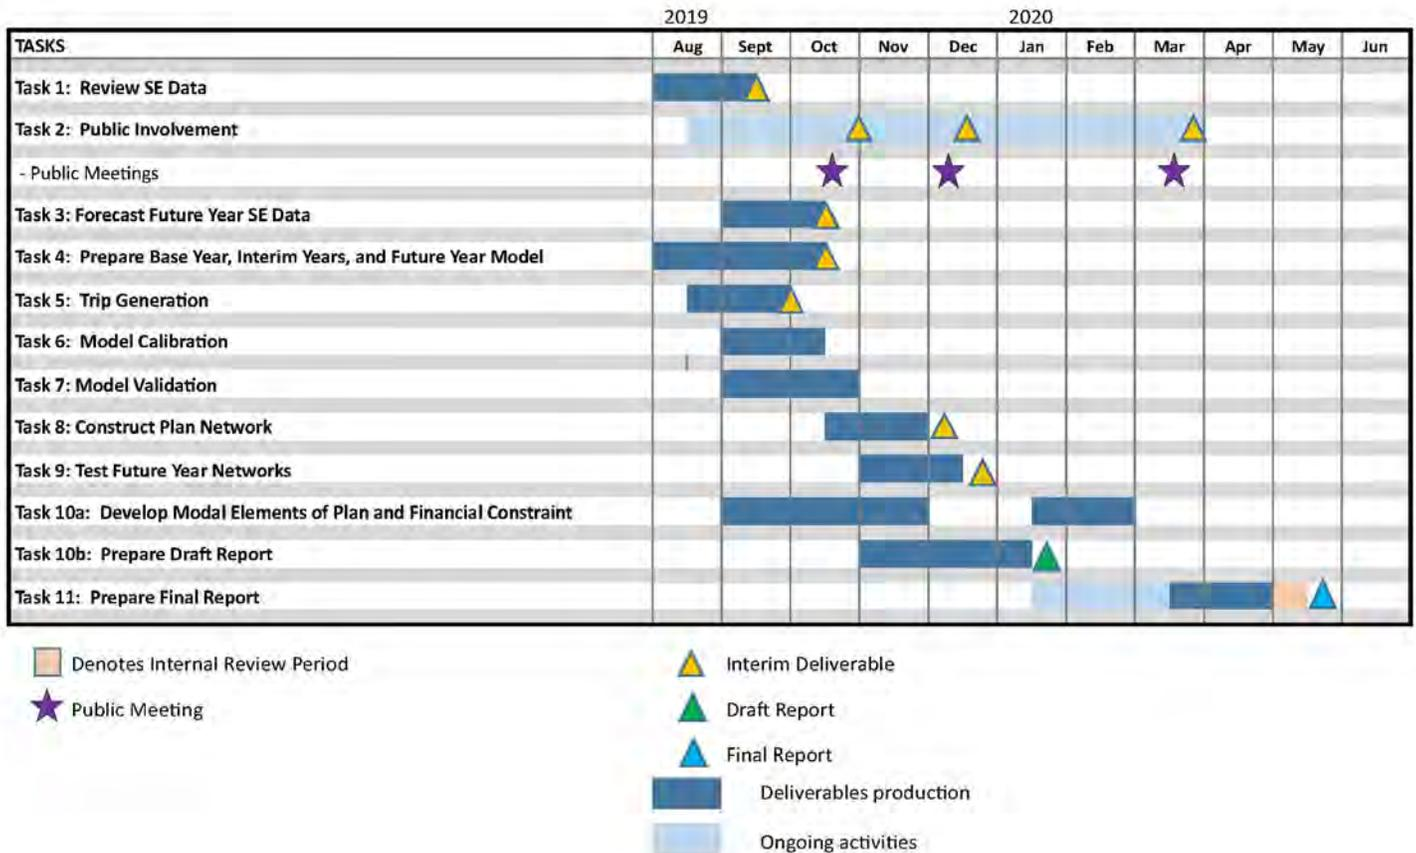 2019 2020
TASKS Aug Sept Oct Nov Dec Jan Feb Mar Apr May Jun
Task 1: Review SE Data
Task 2: Public Involvement
- Public Meetings
Task 3: Forecast Future Year SE Data
Task 4: Prepare Base Year, Interim Years, and Future Year Model
Task 5: Trip Generation
Task 6: Model Calibration
Task 7: Model Validation
Task 8: Construct Plan Network
Task 9: Test Future Year Networks
Task 10a: Develop Modal Elements of Plan and Financial Constraint
Task 10b: Prepare Draft Report
Task 11: Prepare Final Report
Denotes Internal Review Period
Public Meeting
Interim Deliverable
Draft Report
Final Report
Deliverables production
Ongoing activities